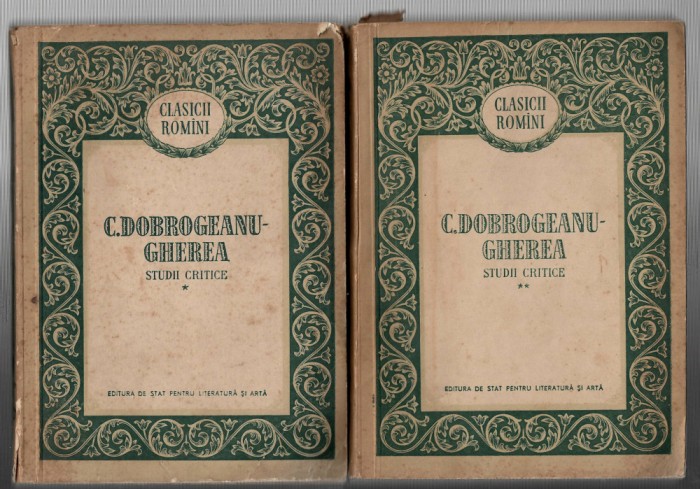 CLASICII
ROMÎNI
C.DOBROGEANU-
GHEREA
STUDII CRITICE
*
EDITURA DE STAT PENTRU LITERATURĂ ȘI ARTĂ
CLASICII
ROMÎNI
C.DOBROGEANU-
GHEREA
STUDII CRITICE
**
EDITURA DE STAT PENTRU LITERATURĂ ȘI ARTĂ